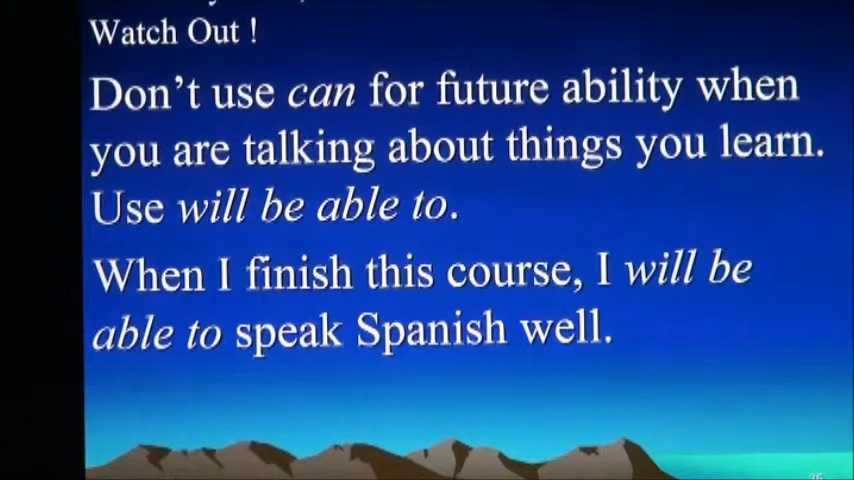 Watch Out !
Don't use can for future ability when
you are talking about things you learn.
Use will be able to.
When I finish this course, I will be
able to speak Spanish well.